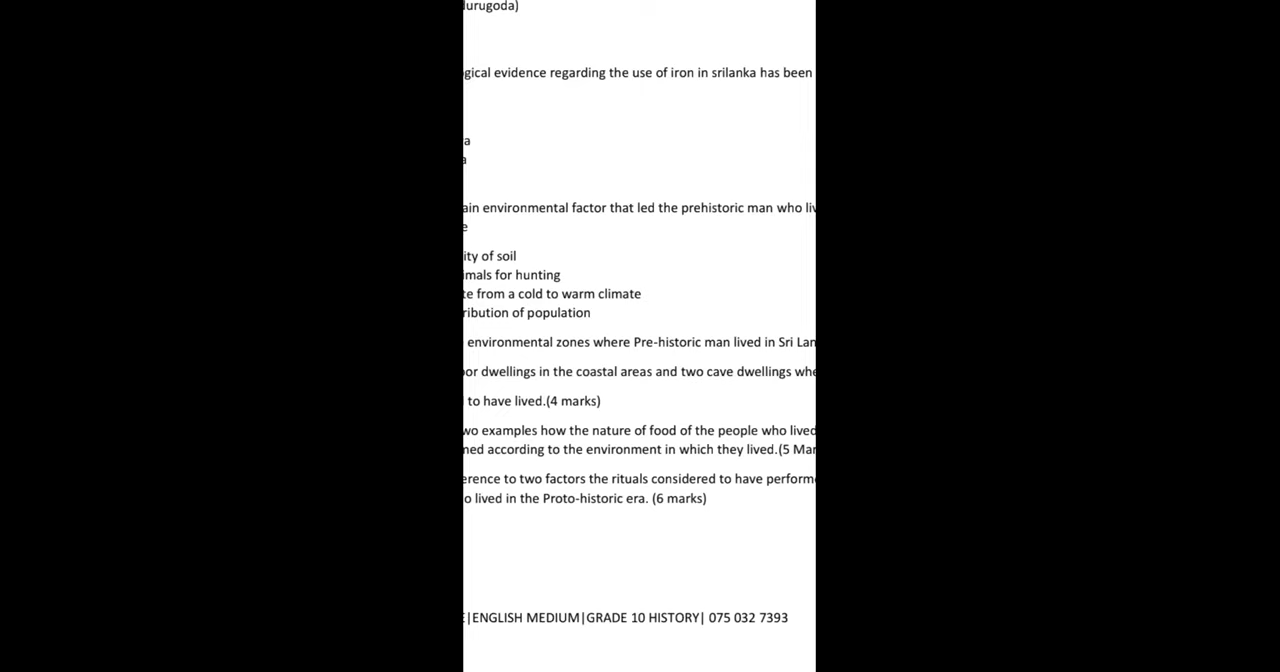 durugoda)
gical evidence regarding the use of iron in srilanka has been
a
a
ain environmental factor that led the prehistoric man who liv
e
ity of soil
imals for hunting
te from a cold to warm climate
ribution of population
environmental zones where Pre-historic man lived in Sri Lan
oor dwellings in the coastal areas and two cave dwellings whe
to have lived.(4 marks)
wo examples how the nature of food of the people who lived
ned according to the environment in which they lived.(5 Mar
erence to two factors the rituals considered to have performe
o lived in the Proto-historic era. (6 marks)
E|ENGLISH MEDIUM|GRADE 10 HISTORY| 075 032 7393